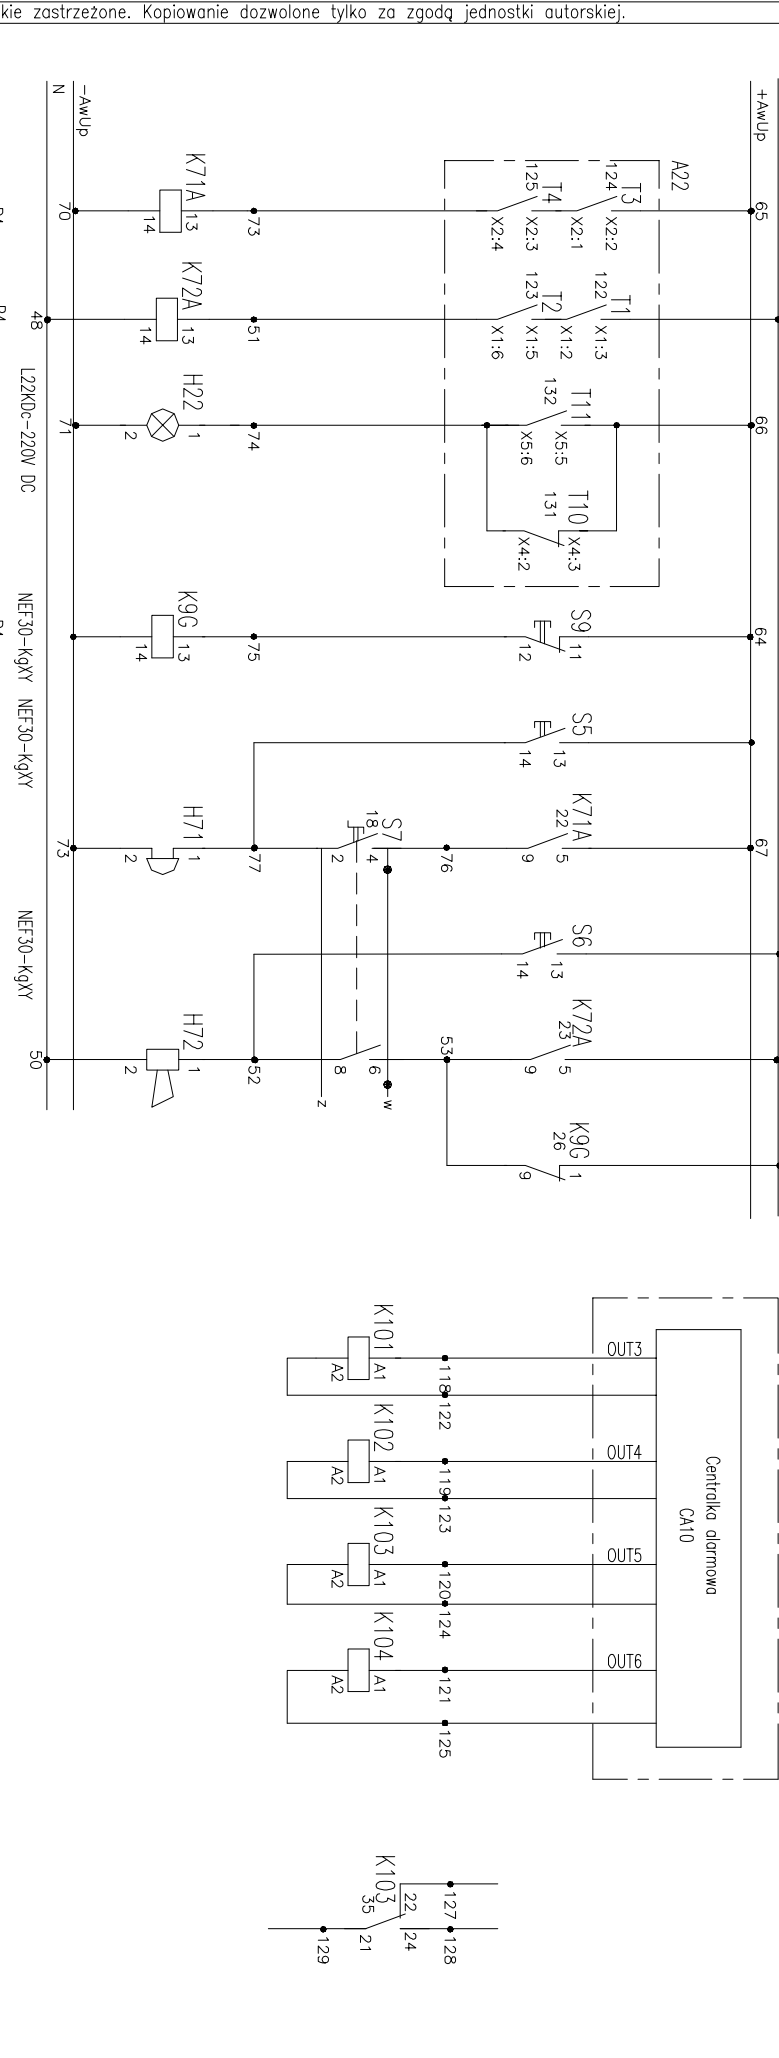 kie zastrzeżone. Kopiowanie dozwolone tylko za zgodą jednostki autorskiej.
+AwUp
-AwUp
N
A22
65
T3
124
X2:2
X2:1
T4
125
X2:3
X2:4
73
K71A
13
14
70
T1
122
X1:3
X1:2
T2
123
X1:5
X1:6
51
K72A
13
14
48
66
T11
132
X5:5
X5:6
74
H22
1
2
71
L22KDc-220V DC
T10
131
X4:3
X4:2
64
S9
11
12
75
K9G
13
14
NEF30-KgXY
S5
13
14
NEF30-KgXY
67
K71A
22
5
9
76
S7
18
4
2
77
H71
1
2
73
S6
13
14
NEF30-KgXY
K72A
23
5
9
53
6
8
w
z
52
H72
1
2
50
K9G
26
1
9
Centralka alarmowa
CA10
OUT3
118
122
K101
A1
A2
OUT4
119
123
K102
A1
A2
OUT5
120
124
K103
A1
A2
OUT6
121
125
K104
A1
A2
K103
35
22
24
21
127
128
129